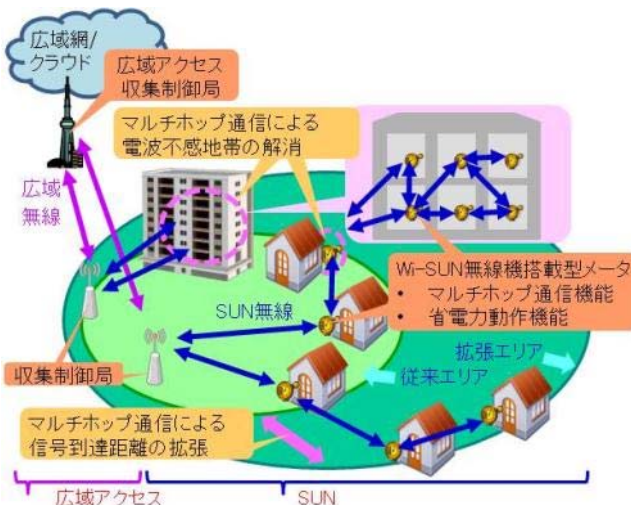 広域網/
クラウド
広域アクセス
収集制御局
マルチホップ通信による
電波不感地帯の解消
広域
無線
Wi-SUN無線機搭載型メータ
• マルチホップ通信機能
• 省電力動作機能
SUN無線
収集制御局
拡張エリア
従来エリア
マルチホップ通信による
信号到達距離の拡張
広域アクセス
SUN